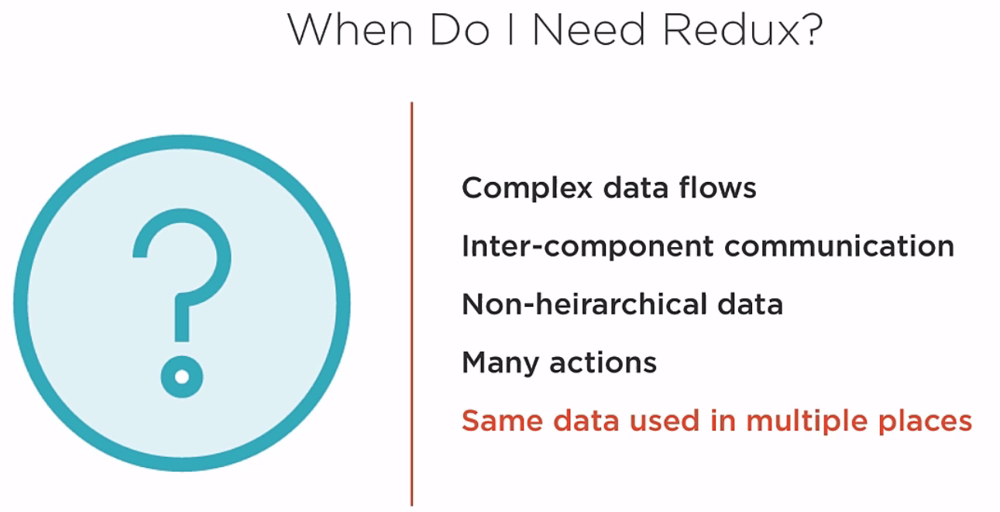 When Do I Need Redux?
Complex data flows
Inter-component communication
Non-heirarchical data
Many actions
Same data used in multiple places